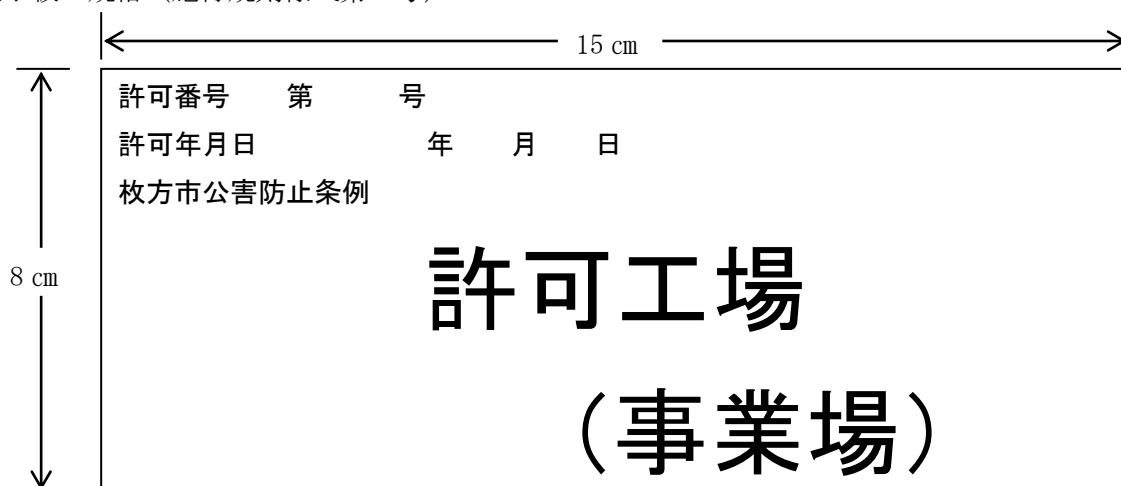 15 cm
許可番号　　第　　　号
許可年月日　　　　　　年　　月　　日
枚方市公害防止条例
8 cm
許可工場
（事業場）